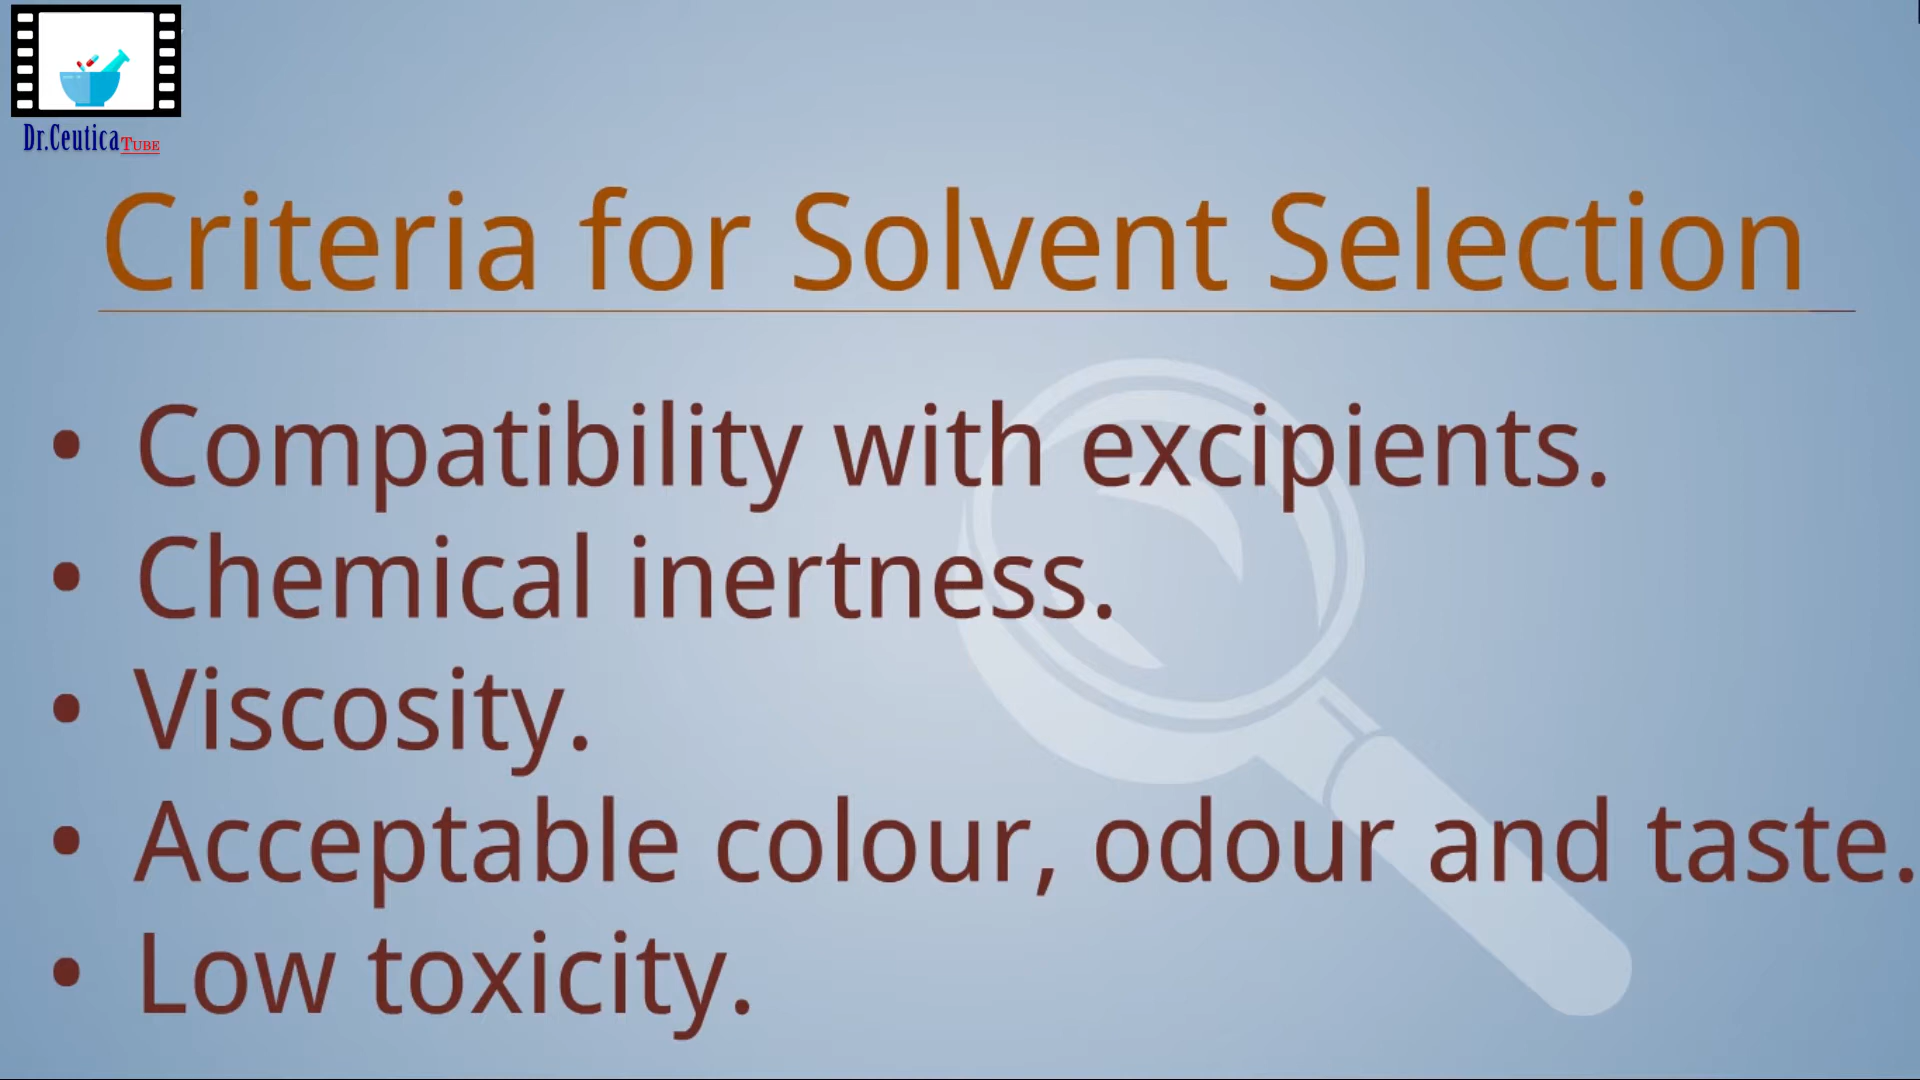 Dr.CeuticaTUBE
Criteria for Solvent Selection
• Compatibility with excipients.
• Chemical inertness.
• Viscosity.
• Acceptable colour, odour and taste.
• Low toxicity.